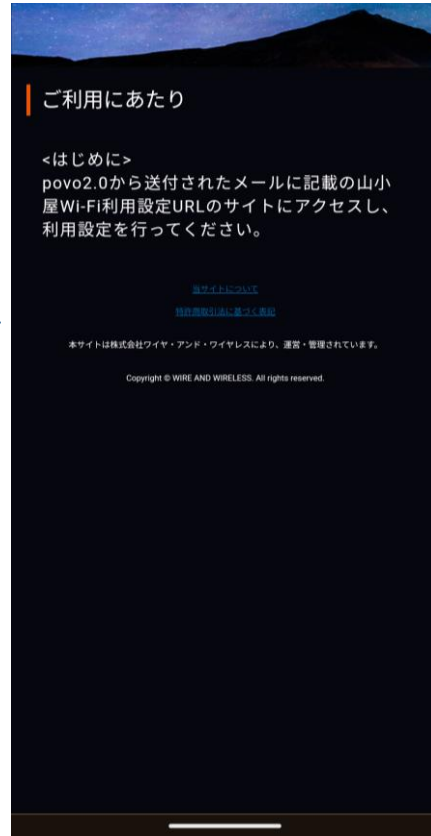 ご利用にあたり
<はじめに>
povo2.0から送付されたメールに記載の山小
屋Wi-Fi利用設定URLのサイトにアクセスし、
利用設定を行ってください。
当サイトについて
特許商取引法に基づく表記
本サイトは株式会社ワイヤ・アンド・ワイヤレスにより、運営・管理されています。
Copyright © WIRE AND WIRELESS. All rights reserved.